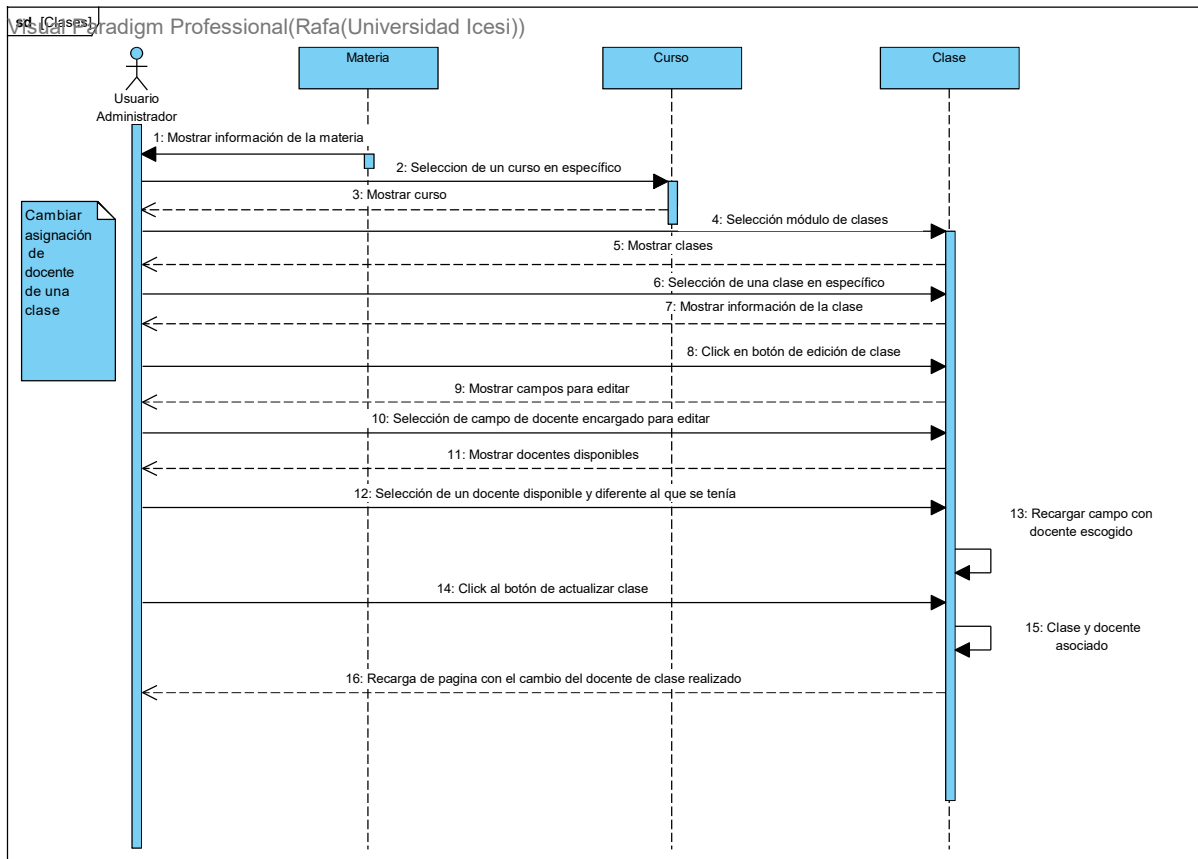 sd [Clases]
Visual Paradigm Professional(Rafa(Universidad Icesi))
Materia
Curso
Clase
Usuario
Administrador
1: Mostrar información de la materia
2: Seleccion de un curso en específico
3: Mostrar curso
Cambiar
asignación
de
docente
de una
clase
4: Selección módulo de clases
5: Mostrar clases
6: Selección de una clase en específico
7: Mostrar información de la clase
8: Click en botón de edición de clase
9: Mostrar campos para editar
10: Selección de campo de docente encargado para editar
11: Mostrar docentes disponibles
12: Selección de un docente disponible y diferente al que se tenía
13: Recargar campo con
docente escogido
14: Click al botón de actualizar clase
15: Clase y docente
asociado
16: Recarga de pagina con el cambio del docente de clase realizado